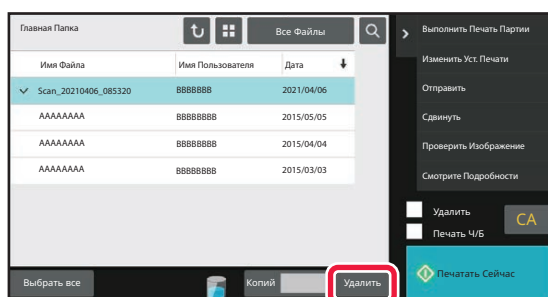 Главная Папка
Все Файлы
Имя Файла Имя Пользователя Дата
Scan_20210406_085320 BBBBBBB 2021/04/06
AAAAAAAA BBBBBBBB 2015/05/05
AAAAAAAA BBBBBBBB 2015/04/04
AAAAAAAA BBBBBBBB 2015/03/03
Выбрать все
Копий
Удалить
Выполнить Печать Партии
Изменить Уст. Печати
Отправить
Сдвинуть
Проверить Изображение
Смотрите Подробности
Удалить
Печать Ч/Б
CA
Печатать Сейчас